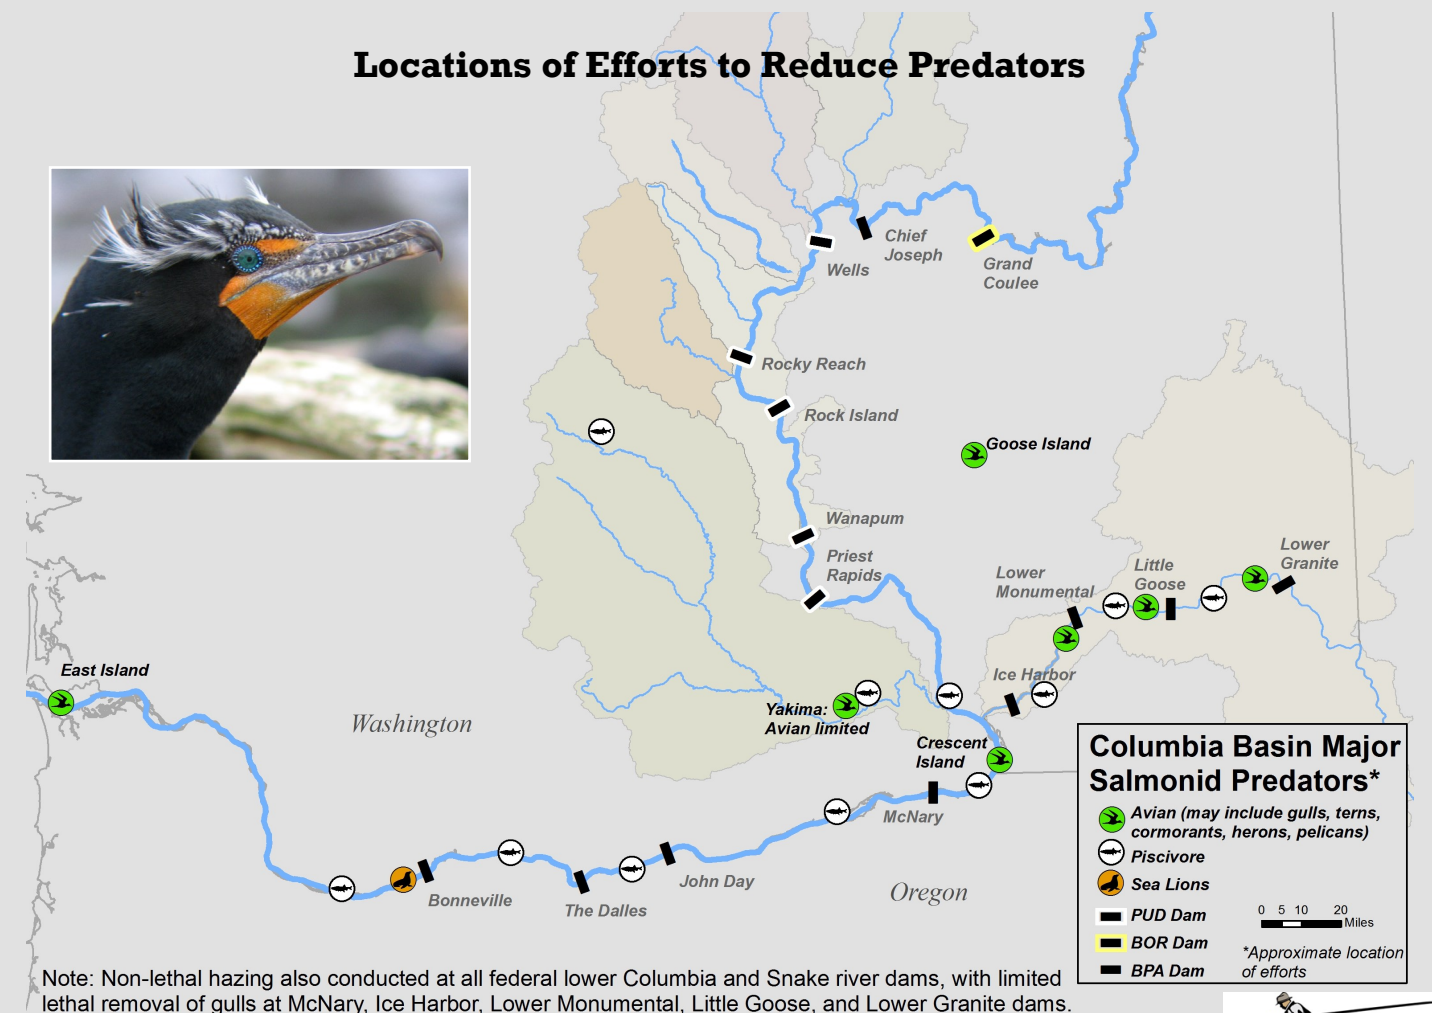 Locations of Efforts to Reduce Predators
Chief
Joseph
Wells
Grand
Coulee
Rocky Reach
Rock Island
Goose Island
Wanapum
Priest
Rapids
Lower
Granite
Little
Goose
Lower
Monumental
East Island
Ice Harbor
Washington
Yakima:
Avian limited
Crescent
Island
McNary
John Day
Oregon
Bonneville
The Dalles
Columbia Basin Major
Salmonid Predators*
Avian (may include gulls, terns,
cormorants, herons, pelicans)
Piscivore
Sea Lions
PUD Dam
BOR Dam
BPA Dam
0 5 10 20
Miles
*Approximate location
of efforts
Note: Non-lethal hazing also conducted at all federal lower Columbia and Snake river dams, with limited
lethal removal of gulls at McNary, Ice Harbor, Lower Monumental, Little Goose, and Lower Granite dams.